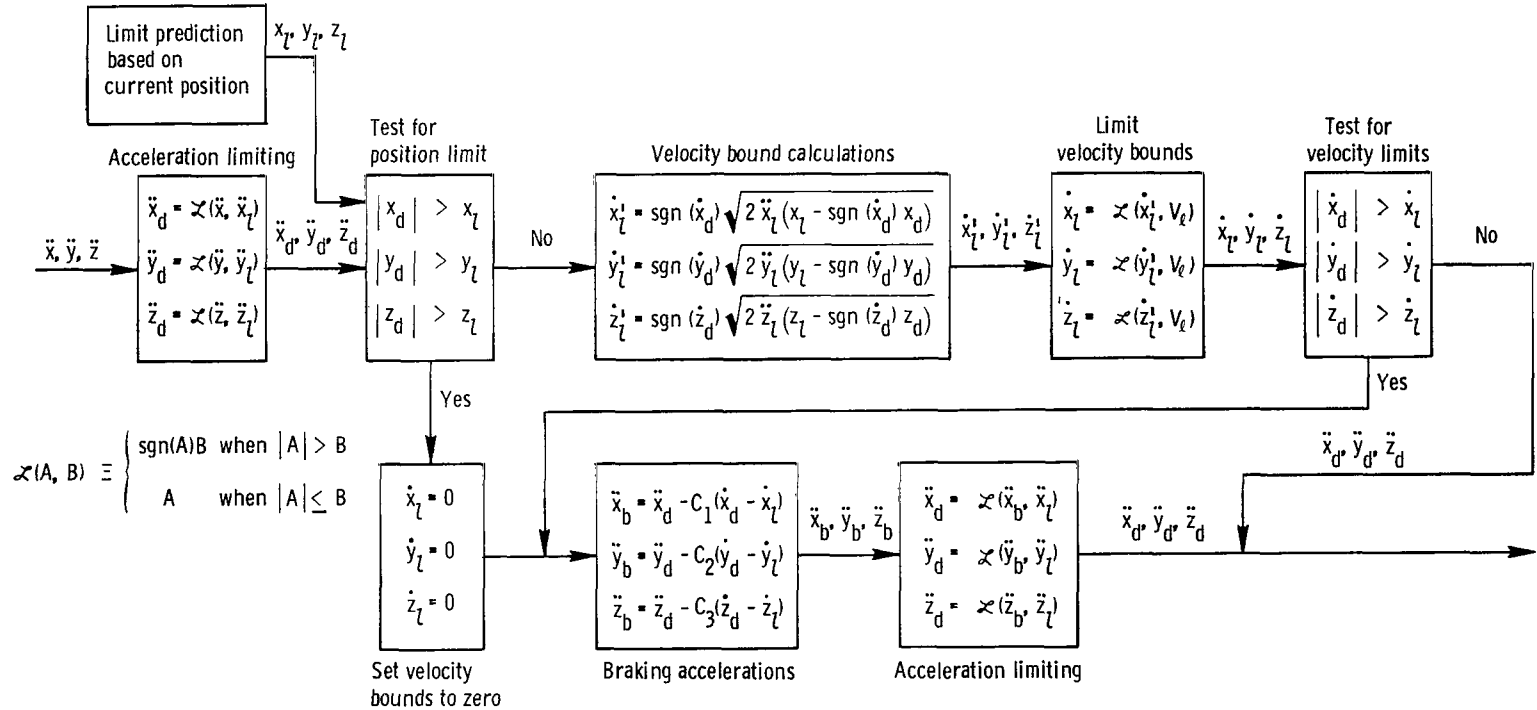 Limit prediction
based on
current position
x_l, y_l, z_l
Acceleration limiting
ẍ, ÿ, z̈
ẍ_d = ℒ(ẍ, ẍ_l)
ÿ_d = ℒ(ÿ, ÿ_l)
z̈_d = ℒ(z̈, z̈_l)
ẍ_d, ÿ_d, z̈_d
Test for
position limit
|x_d| > x_l
|y_d| > y_l
|z_d| > z_l
No
Yes
Velocity bound calculations
ẋ'_l = sgn (ẋ_d) √(2 ẍ_l (x_l - sgn (ẋ_d) x_d))
ẏ'_l = sgn (ẏ_d) √(2 ÿ_l (y_l - sgn (ẏ_d) y_d))
ż'_l = sgn (ż_d) √(2 z̈_l (z_l - sgn (ż_d) z_d))
ẋ'_l, ẏ'_l, ż'_l
Limit
velocity bounds
ẋ_l = ℒ(ẋ'_l, V_ℓ)
ẏ_l = ℒ(ẏ'_l, V_ℓ)
ż_l = ℒ(ż'_l, V_ℓ)
ẋ_l, ẏ_l, ż_l
Test for
velocity limits
|ẋ_d| > ẋ_l
|ẏ_d| > ẏ_l
|ż_d| > ż_l
No
Yes
ẍ_d, ÿ_d, z̈_d
ℒ(A, B) Ξ { sgn(A)B when |A| > B
A when |A| ≤ B
ẋ_l = 0
ẏ_l = 0
ż_l = 0
Set velocity
bounds to zero
ẍ_b = ẍ_d - C_1(ẋ_d - ẋ_l)
ÿ_b = ÿ_d - C_2(ẏ_d - ẏ_l)
z̈_b = z̈_d - C_3(ż_d - ż_l)
Braking accelerations
ẍ_b, ÿ_b, z̈_b
ẍ_d = ℒ(ẍ_b, ẍ_l)
ÿ_d = ℒ(ÿ_b, ÿ_l)
z̈_d = ℒ(z̈_b, z̈_l)
Acceleration limiting
ẍ_d, ÿ_d, z̈_d